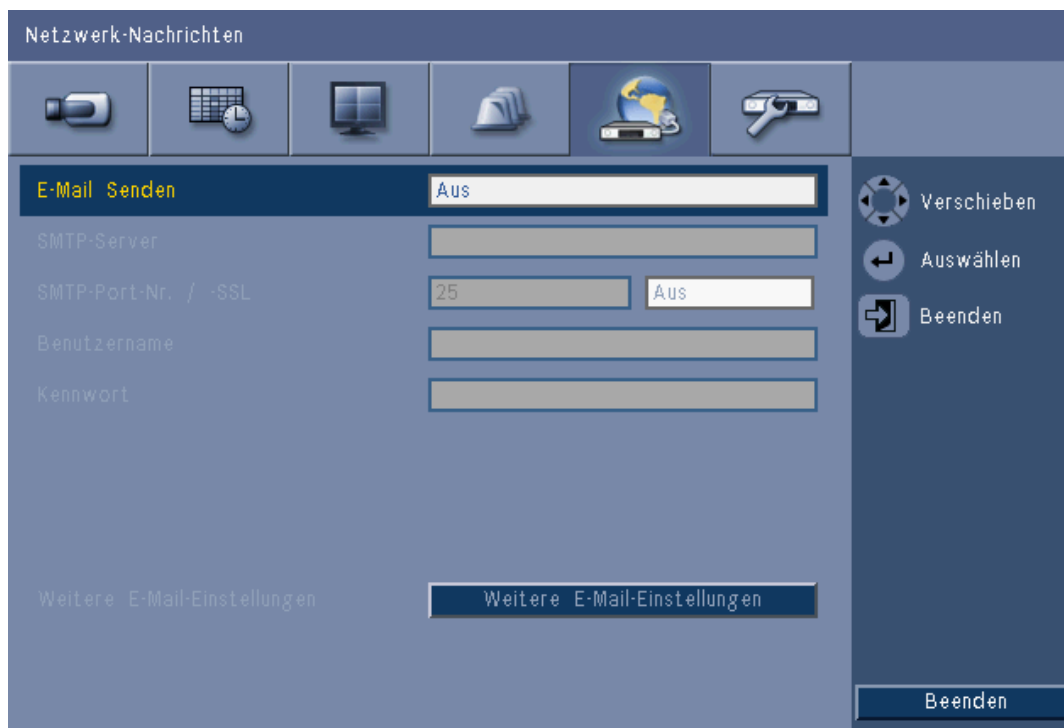 Netzwerk-Nachrichten
E-Mail Senden Aus
SMTP-Server
SMTP-Port-Nr. / -SSL 25 Aus
Benutzername
Kennwort
Weitere E-Mail-Einstellungen Weitere E-Mail-Einstellungen
Verschieben
Auswählen
Beenden
Beenden